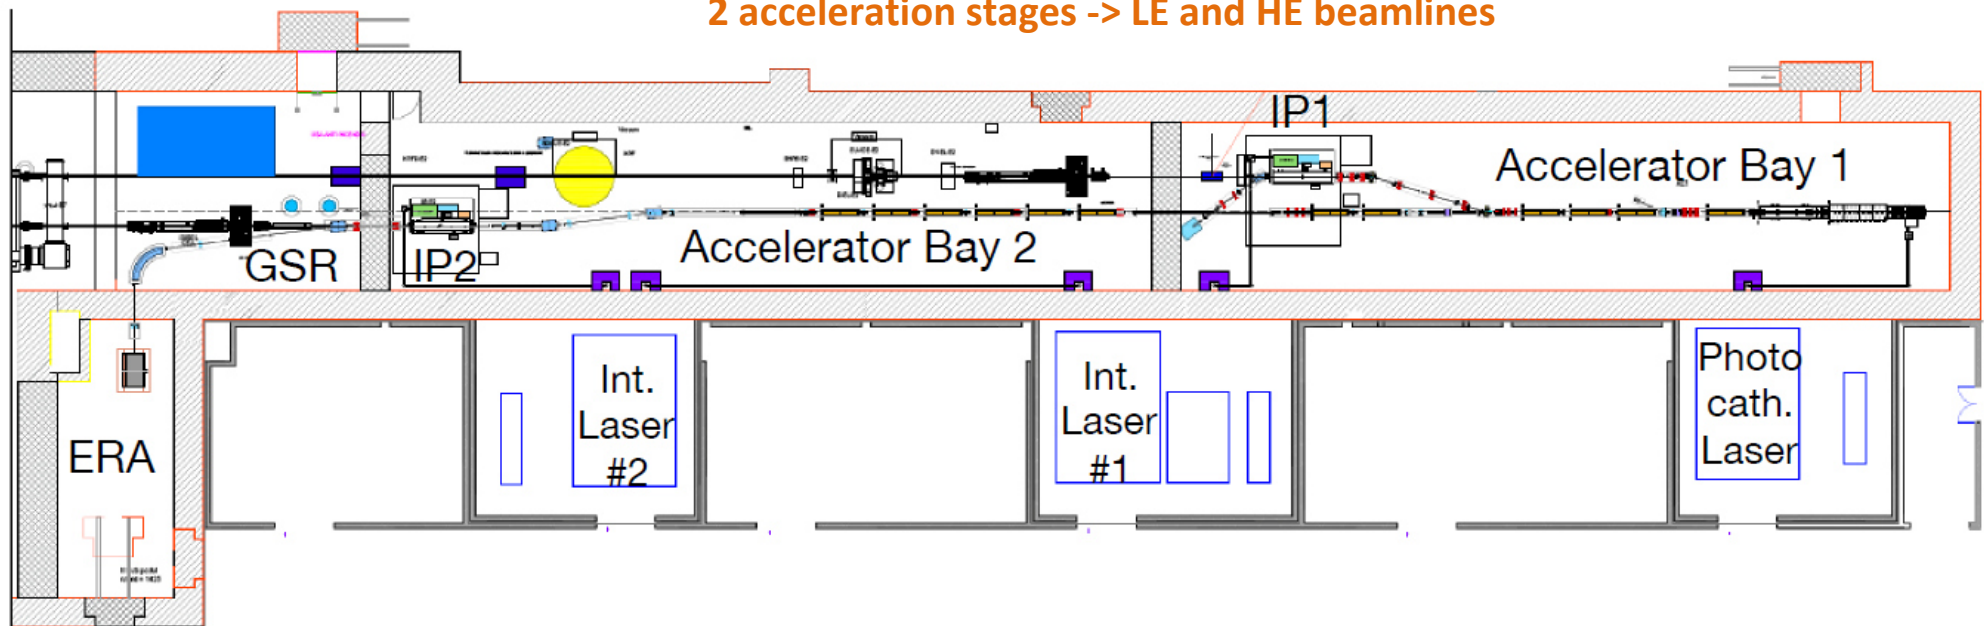 2 acceleration stages -> LE and HE beamlines
IP1
Accelerator Bay 1
Accelerator Bay 2
GSR
IP2
Int.
Laser
#2
Int.
Laser
#1
Photo
cath.
Laser
ERA